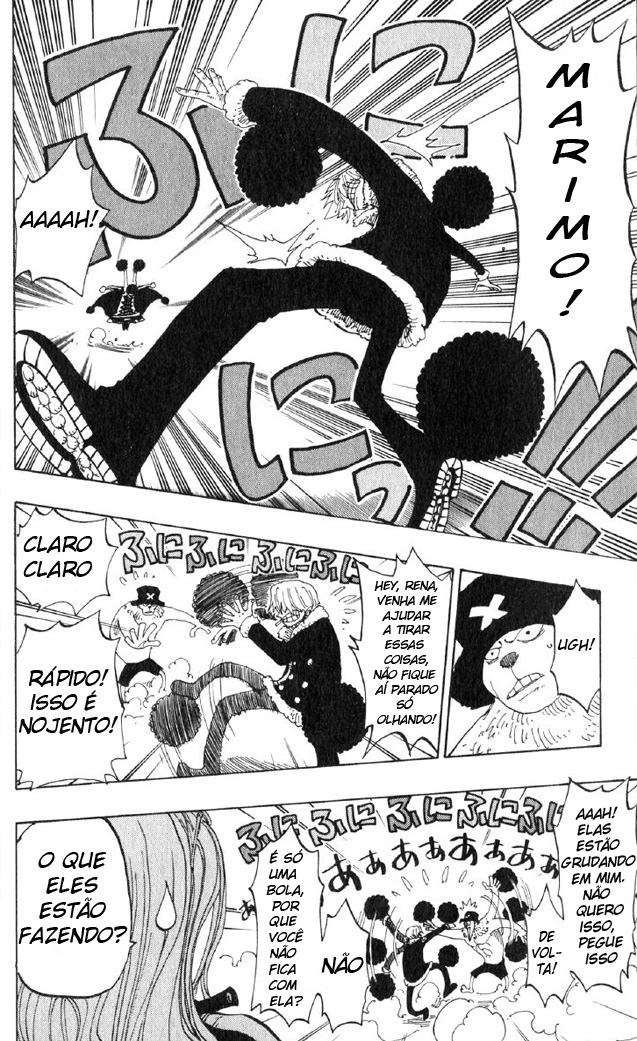 MARIMO!
ふに
AAAAH!
にっ!!!
UGH!
HEY, RENA,
VENHA ME
AJUDAR
A TIRAR
ESSAS
COISAS,
NÃO FIQUE
AÍ PARADO
SÓ
OLHANDO!
ふにふにふにふに
CLARO
CLARO
RÁPIDO!
ISSO É
NOJENTO!
AAAH!
ELAS
ESTÃO
GRUDANDO
EM MIM.
NÃO
QUERO
ISSO,
PEGUE
ISSO
DE
VOL-
TA!
ふにふにふにふに
あああああああ
NÃO
É SÓ
UMA
BOLA,
POR
QUE
VOCÊ
NÃO
FICA
COM
ELA?
O QUE
ELES
ESTÃO
FAZENDO?